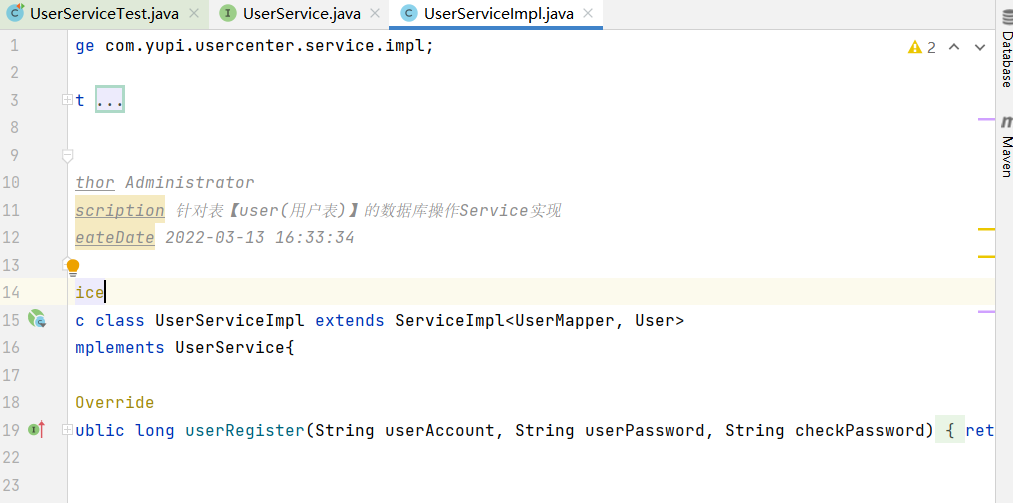 UserServiceTest.java UserService.java UserServiceImpl.java
1 ge com.yupi.usercenter.service.impl; 2
2
3 t ...
8
9
10 thor Administrator
11 scription 针对表【user(用户表)】的数据库操作Service实现
12 eateDate 2022-03-13 16:33:34
13
14 ice
15 c class UserServiceImpl extends ServiceImpl<UserMapper, User>
16 mplements UserService{
17
18 Override
19 ublic long userRegister(String userAccount, String userPassword, String checkPassword) { ret
22
23
Database
Maven